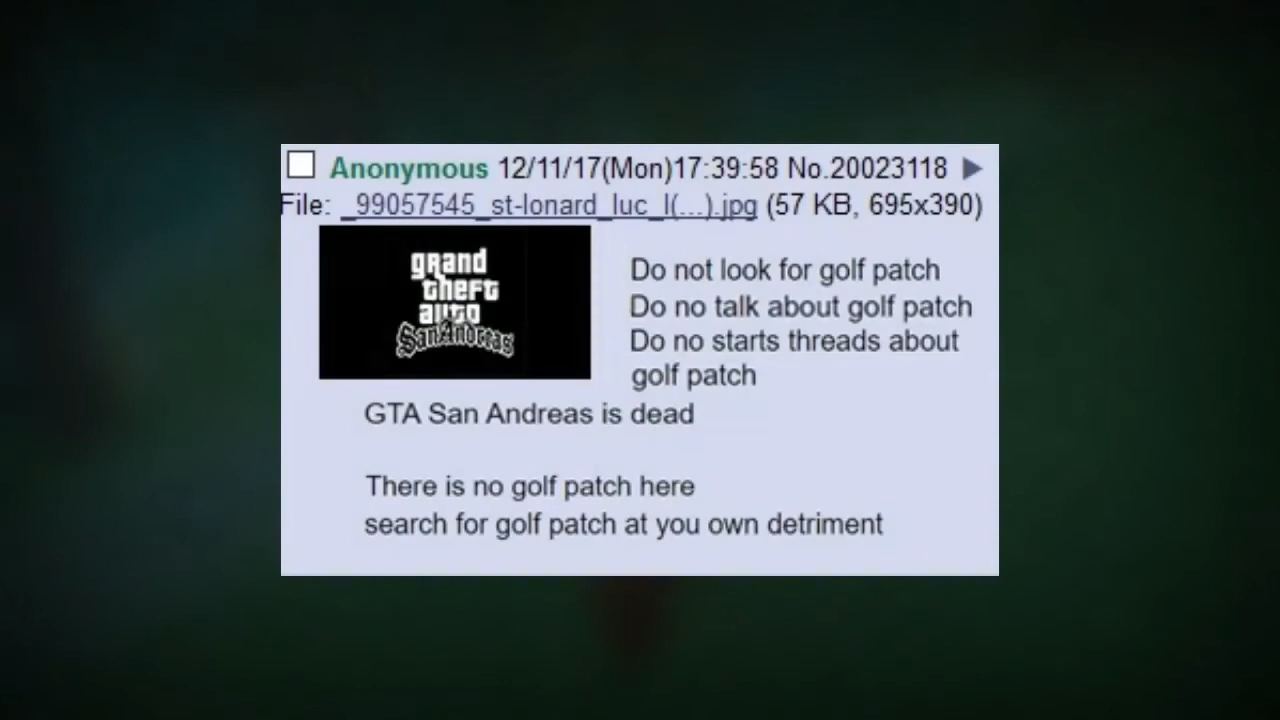 Anonymous 12/11/17(Mon)17:39:58 No.20023118 ▶
File: _99057545_st-lonard_luc_l(...).jpg (57 KB, 695x390)
grand
theft
auto
San Andreas
Do not look for golf patch
Do no talk about golf patch
Do no starts threads about
golf patch
GTA San Andreas is dead
There is no golf patch here
search for golf patch at you own detriment